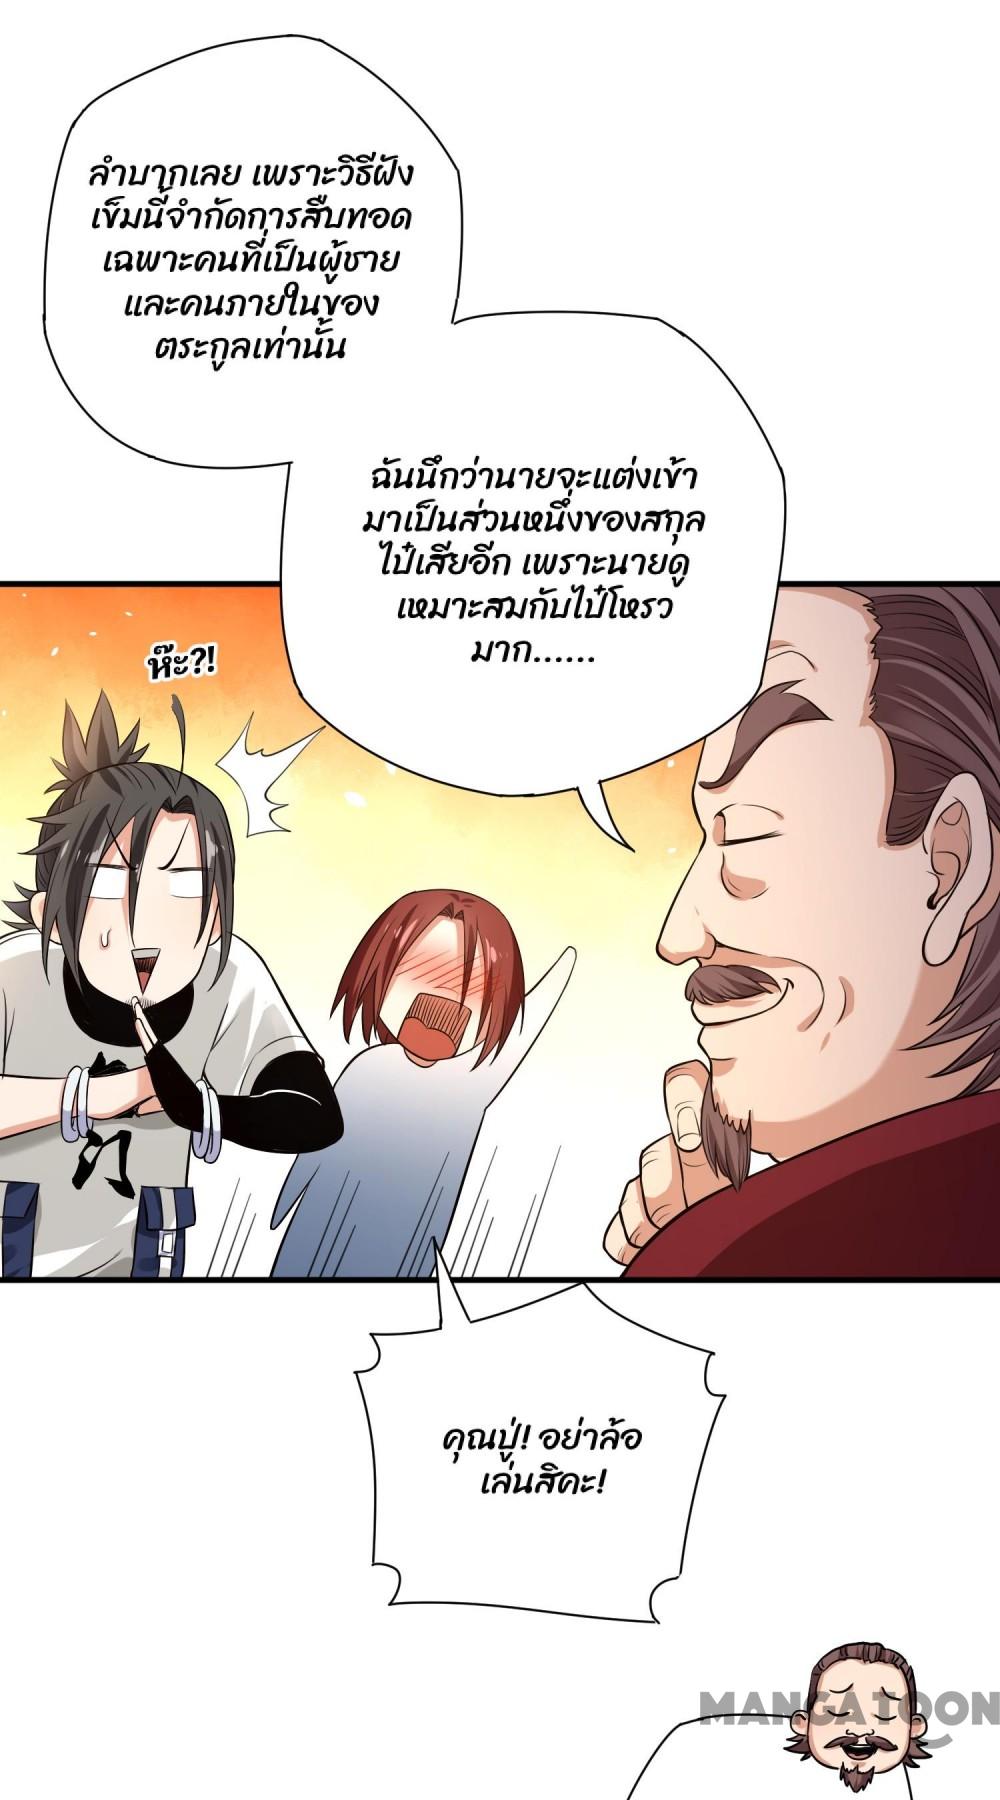 ลำบากเลย เพราะวิธีฝัง
เข็มนี้จำกัดการสืบทอด
เฉพาะคนที่เป็นผู้ชาย
และคนภายในของ
ตระกูลเท่านั้น
ฉันนึกว่านายจะแต่งเข้า
มาเป็นส่วนหนึ่งของสกุล
ไป๋เสียอีก เพราะนายดู
เหมาะสมกับไป๋โหรว
มาก......
ห๊ะ?!
คุณปู่! อย่าล้อ
เล่นสิคะ!
MANGATOON